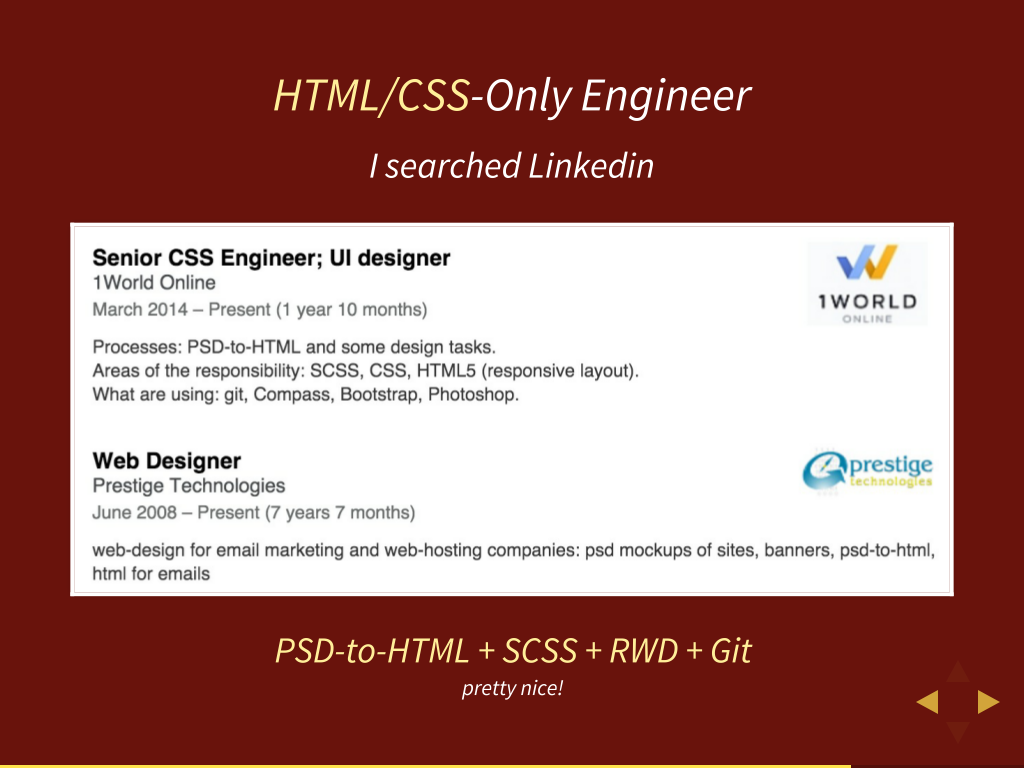 HTML/CSS-Only Engineer
I searched Linkedin
Senior CSS Engineer; UI designer
1World Online
March 2014 – Present (1 year 10 months)
1WORLD
ONLINE
Processes: PSD-to-HTML and some design tasks.
Areas of the responsibility: SCSS, CSS, HTML5 (responsive layout).
What are using: git, Compass, Bootstrap, Photoshop.
Web Designer
Prestige Technologies
June 2008 – Present (7 years 7 months)
prestige
technologies
web-design for email marketing and web-hosting companies: psd mockups of sites, banners, psd-to-html,
html for emails
PSD-to-HTML + SCSS + RWD + Git
pretty nice!